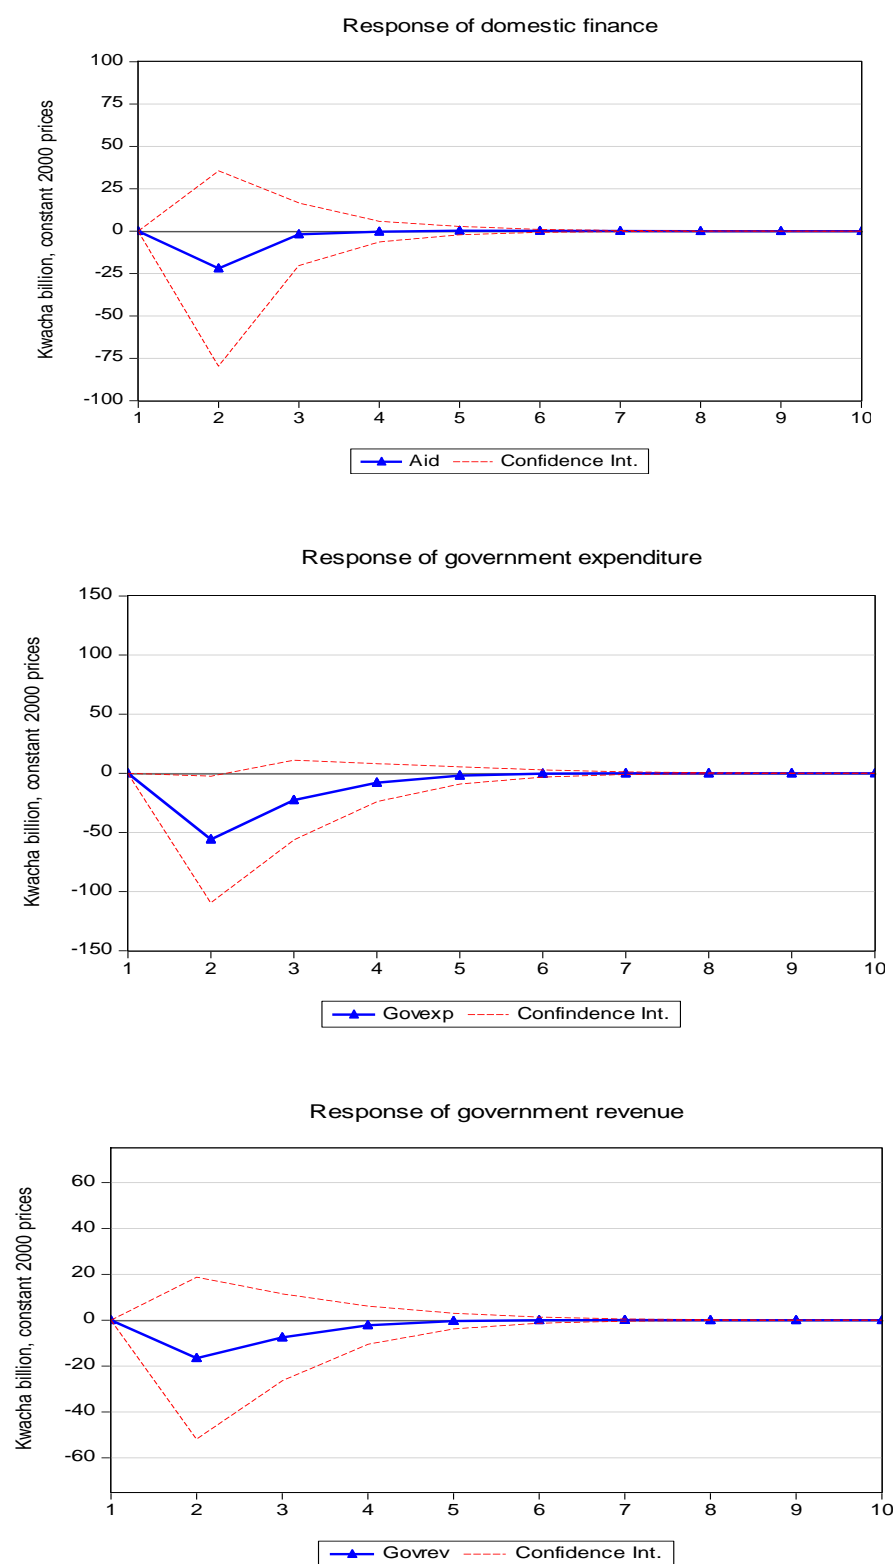 Response of domestic finance
Kwacha billion, constant 2000 prices
100
75
50
25
0
-25
-50
-75
-100
1 2 3 4 5 6 7 8 9 10
Aid Confidence Int.
Response of government expenditure
Kwacha billion, constant 2000 prices
150
100
50
0
-50
-100
-150
1 2 3 4 5 6 7 8 9 10
Govexp Confindence Int.
Response of government revenue
Kwacha billion, constant 2000 prices
60
40
20
0
-20
-40
-60
1 2 3 4 5 6 7 8 9 10
Govrev Confidence Int.